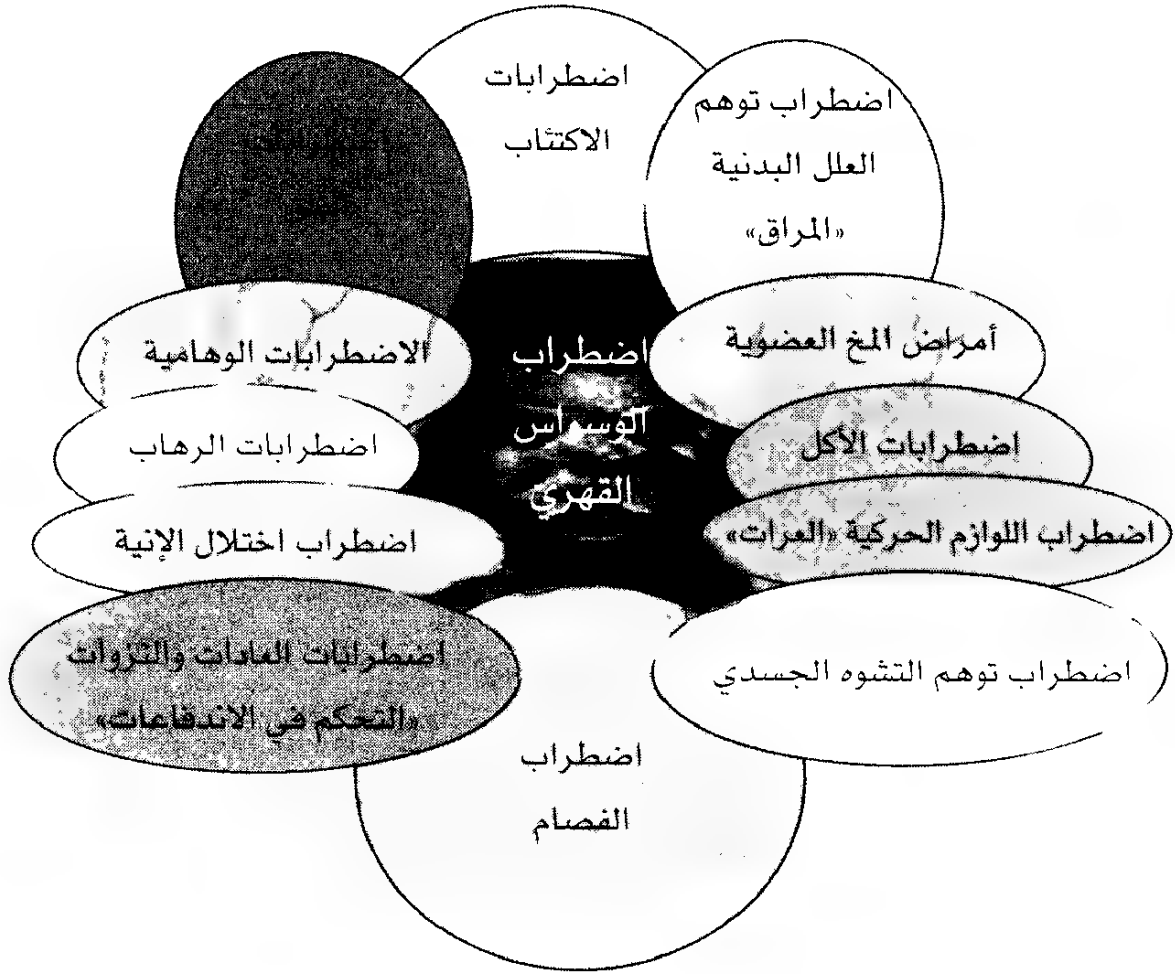 اضطرابات
الاكتئاب
اضطراب توهم
العلل البدنية
«المراق»
أمراض المخ العضوية
اضطرابات الأكل
اضطراب اللوازم الحركية «العرات»
اضطراب توهم التشوه الجسدي
اضطراب
الوسواس
القهري
الاضطرابات الوهامية
اضطرابات الرهاب
اضطراب اختلال الإنية
اضطرابات العادات والنزوات
«التحكم في الاندفاعات»
اضطراب
الفصام